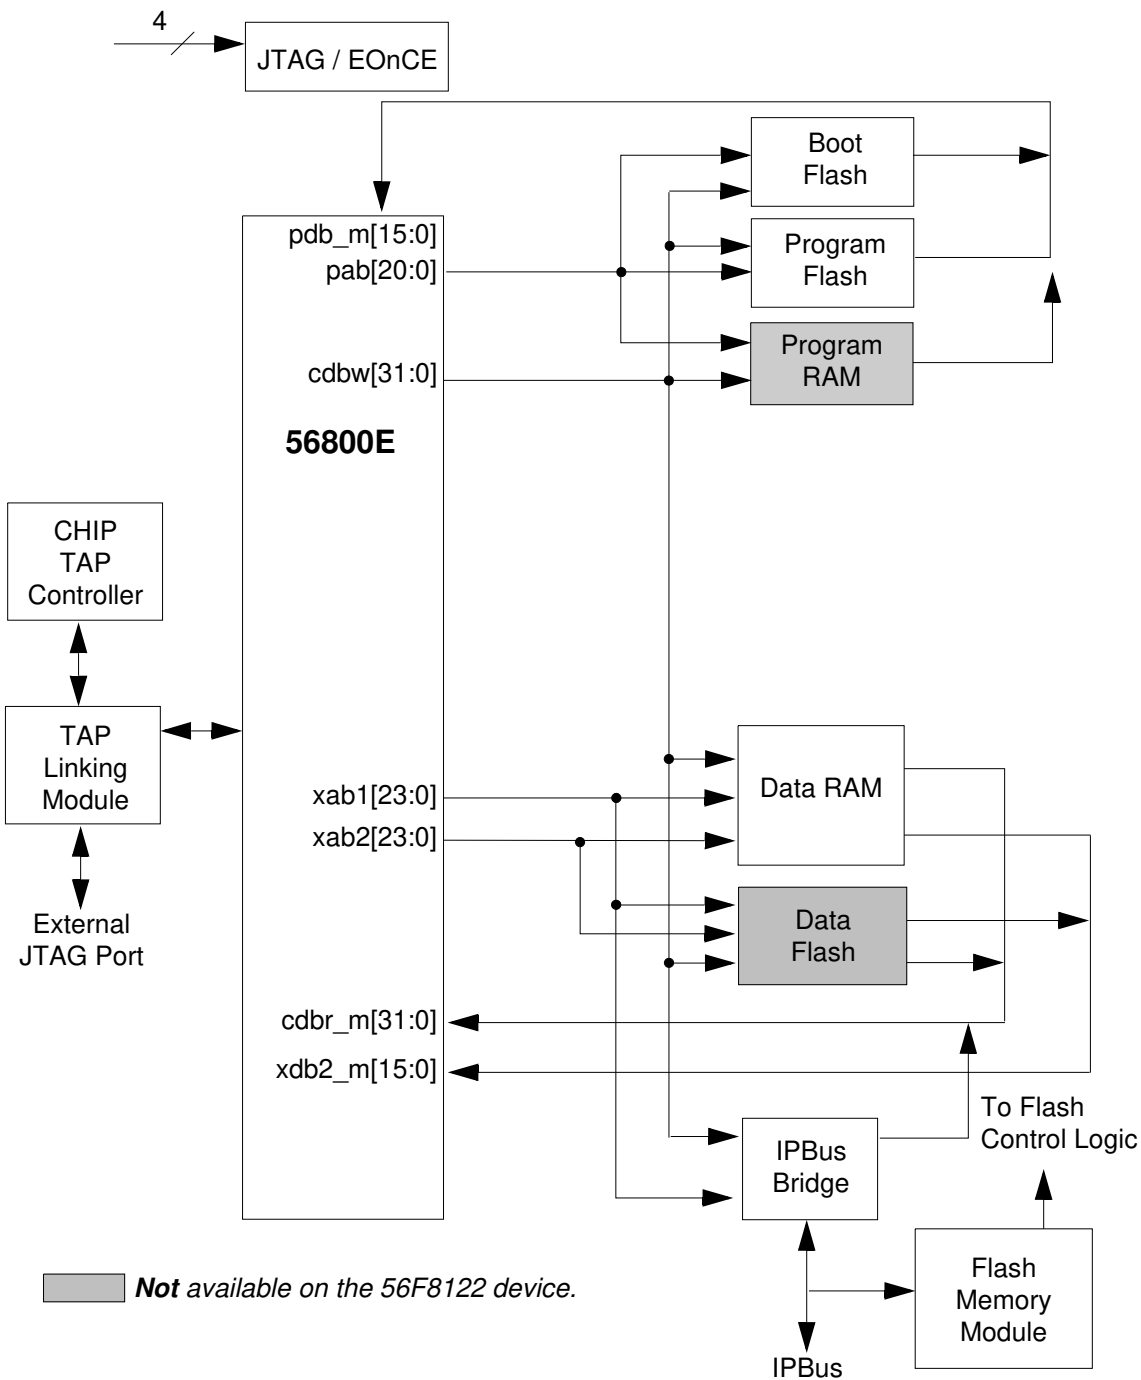 4
JTAG / EOnCE
Boot
Flash
pdb_m[15:0]
pab[20:0]
Program
Flash
Program
RAM
cdbw[31:0]
56800E
CHIP
TAP
Controller
TAP
Linking
Module
External
JTAG Port
xab1[23:0]
xab2[23:0]
Data RAM
Data
Flash
cdbr_m[31:0]
xdb2_m[15:0]
To Flash
Control Logic
IPBus
Bridge
Flash
Memory
Module
IPBus
Not available on the 56F8122 device.